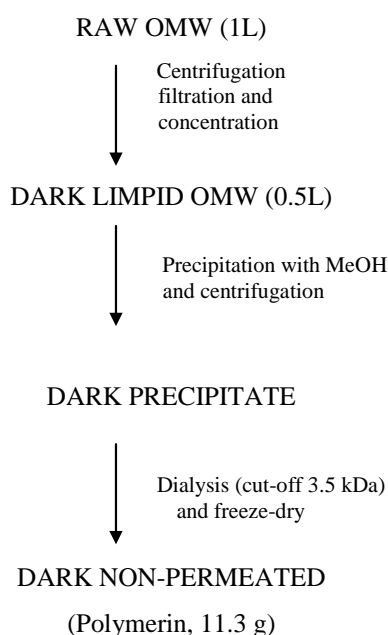 RAW OMW (1L)
Centrifugation
filtration and
concentration
DARK LIMPID OMW (0.5L)
Precipitation with MeOH
and centrifugation
DARK PRECIPITATE
Dialysis (cut-off 3.5 kDa)
and freeze-dry
DARK NON-PERMEATED
(Polymerin, 11.3 g)